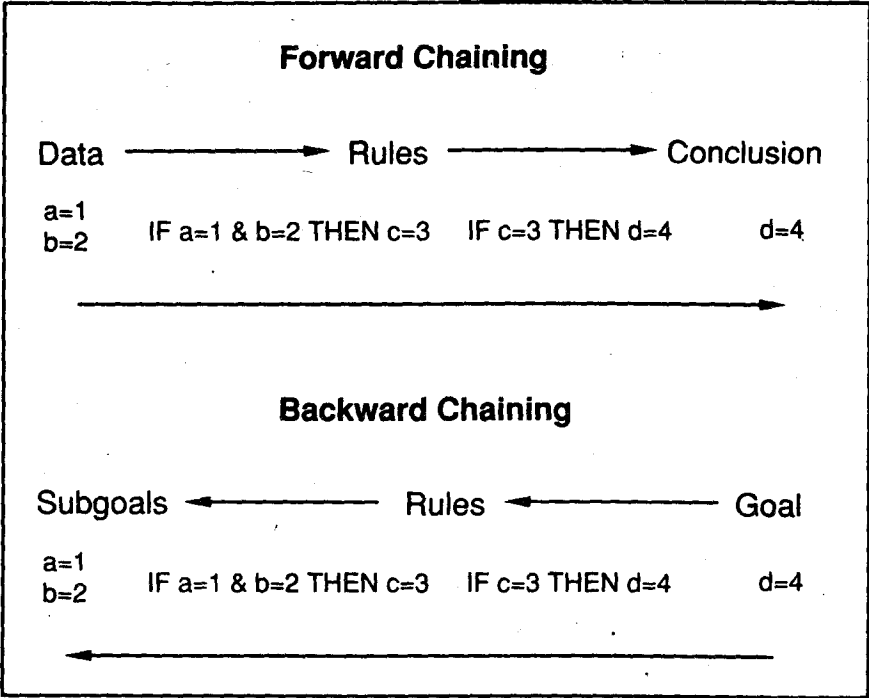 Forward Chaining
Data Rules Conclusion
a=1
b=2
IF a=1 & b=2 THEN c=3 IF c=3 THEN d=4 d=4
Backward Chaining
Subgoals Rules Goal
a=1
b=2
IF a=1 & b=2 THEN c=3 IF c=3 THEN d=4 d=4